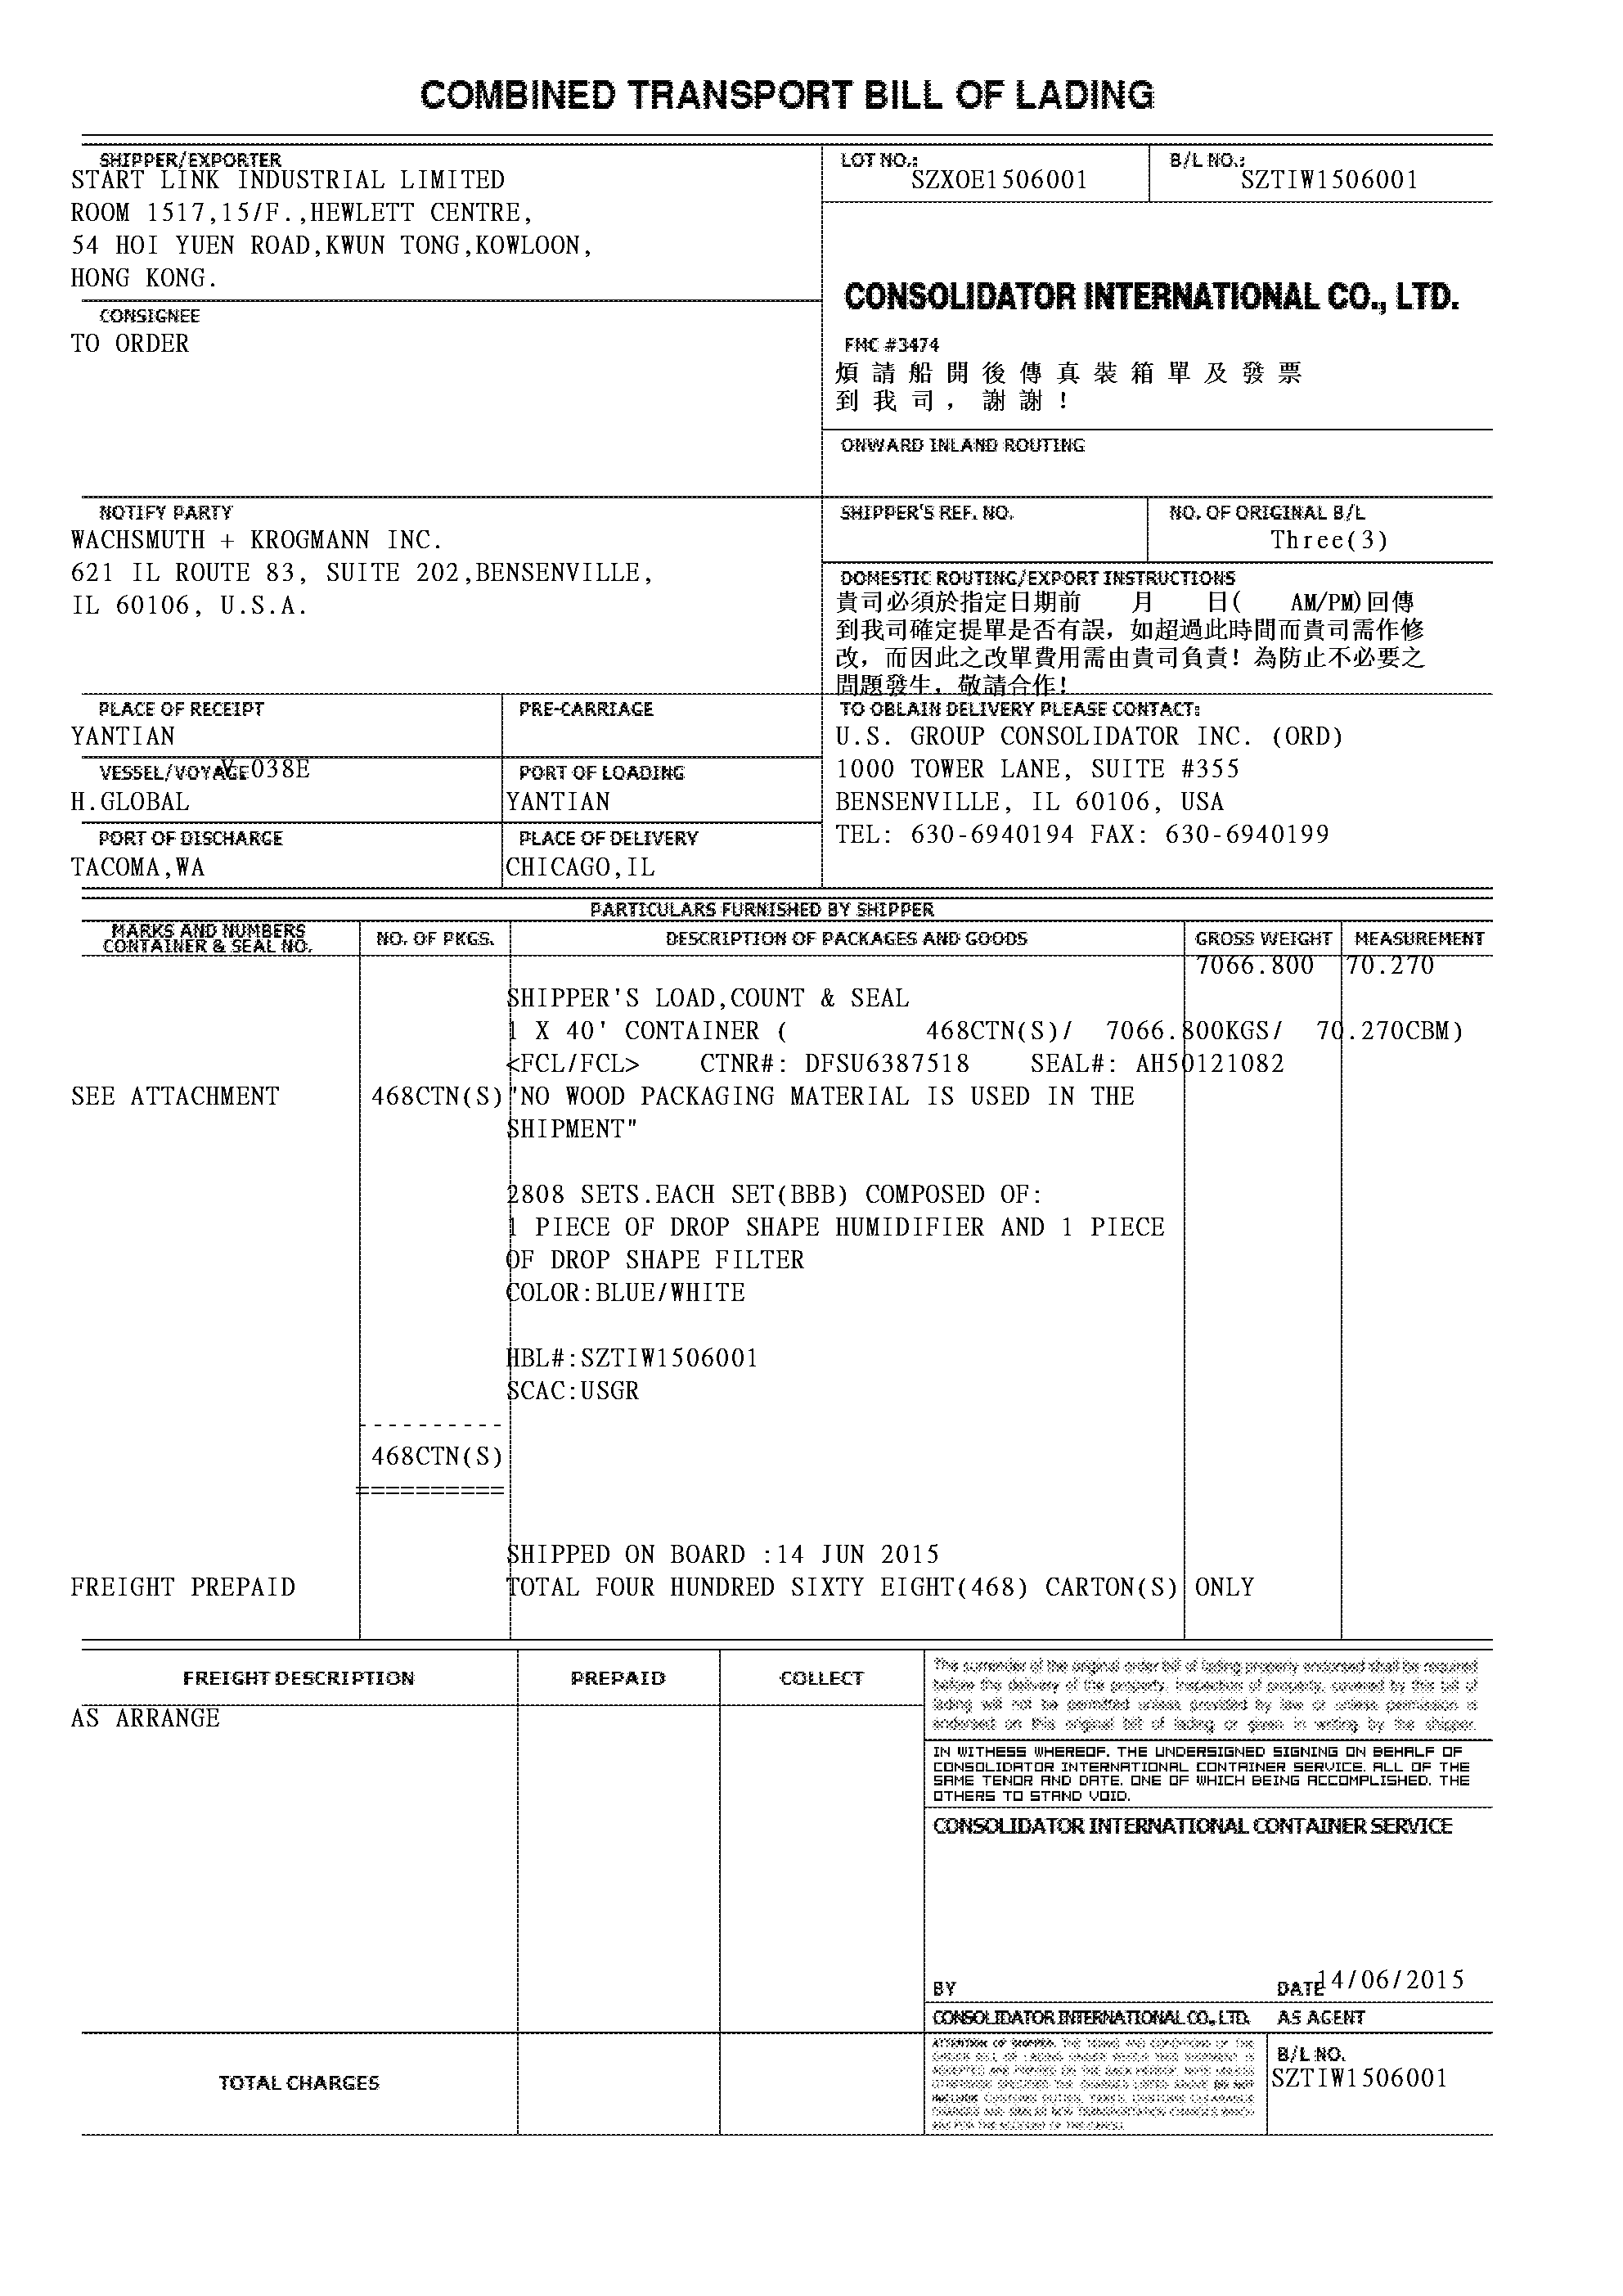 COMBINED TRANSPORT BILL OF LADING
SHIPPER/EXPORTER
START LINK INDUSTRIAL LIMITED
ROOM 1517,15/F.,HEWLETT CENTRE,
54 HOI YUEN ROAD,KWUN TONG,KOWLOON,
HONG KONG.
LOT NO.:
SZXOE1506001
B/L NO.:
SZTIW1506001
CONSOLIDATOR INTERNATIONAL CO., LTD.
FMC #3474
煩請船開後傳真裝箱單及發票
到我司，謝謝！
CONSIGNEE
TO ORDER
ONWARD INLAND ROUTING
NOTIFY PARTY
WACHSMUTH + KROGMANN INC.
621 IL ROUTE 83, SUITE 202,BENSENVILLE,
IL 60106, U.S.A.
SHIPPER'S REF. NO.
NO. OF ORIGINAL B/L
Three(3)
DOMESTIC ROUTING/EXPORT INSTRUCTIONS
貴司必須於指定日期前 月 日( AM/PM)回傳
到我司確定提單是否有誤，如超過此時間而貴司需作修
改，而因此之改單費用需由貴司負責！為防止不必要之
問題發生，敬請合作！
PLACE OF RECEIPT
YANTIAN
PRE-CARRIAGE
VESSEL/VOYAGE V.038E
H.GLOBAL
PORT OF LOADING
YANTIAN
PORT OF DISCHARGE
TACOMA,WA
PLACE OF DELIVERY
CHICAGO,IL
TO OBLAIN DELIVERY PLEASE CONTACT:
U.S. GROUP CONSOLIDATOR INC. (ORD)
1000 TOWER LANE, SUITE #355
BENSENVILLE, IL 60106, USA
TEL: 630-6940194 FAX: 630-6940199
PARTICULARS FURNISHED BY SHIPPER
MARKS AND NUMBERS
CONTAINER & SEAL NO.
NO. OF PKGS.
DESCRIPTION OF PACKAGES AND GOODS
GROSS WEIGHT
MEASUREMENT
7066.800 70.270
SHIPPER'S LOAD,COUNT & SEAL
1 X 40' CONTAINER ( 468CTN(S)/ 7066.800KGS/ 70.270CBM)
<FCL/FCL> CTNR#: DFSU6387518 SEAL#: AH50121082
SEE ATTACHMENT 468CTN(S) "NO WOOD PACKAGING MATERIAL IS USED IN THE
SHIPMENT"
2808 SETS.EACH SET(BBB) COMPOSED OF:
1 PIECE OF DROP SHAPE HUMIDIFIER AND 1 PIECE
OF DROP SHAPE FILTER
COLOR:BLUE/WHITE
HBL#:SZTIW1506001
SCAC:USGR
----------
468CTN(S)
==========
SHIPPED ON BOARD :14 JUN 2015
FREIGHT PREPAID TOTAL FOUR HUNDRED SIXTY EIGHT(468) CARTON(S) ONLY
FREIGHT DESCRIPTION
PREPAID
COLLECT
AS ARRANGE
The surrender of the original order bill of lading properly endorsed shall be required
before the delivery of the property. Inspection of property covered by this bill of
lading will not be permitted unless provided by law or unless permission is
endorsed on this original bill of lading or given in writing by the shipper.
IN WITHESS WHEREOF. THE UNDERSIGNED SIGNING ON BEHALF OF
CONSOLIDATOR INTERNATIONAL CONTAINER SERVICE. ALL OF THE
SAME TENOR AND DATE. ONE OF WHICH BEING ACCOMPLISHED. THE
OTHERS TO STAND VOID.
CONSOLIDATOR INTERNATIONAL CONTAINER SERVICE
BY
DATE 14/06/2015
CONSOLIDATOR INTERNATIONAL CO., LTD. AS AGENT
TOTAL CHARGES
B/L NO.
SZTIW1506001